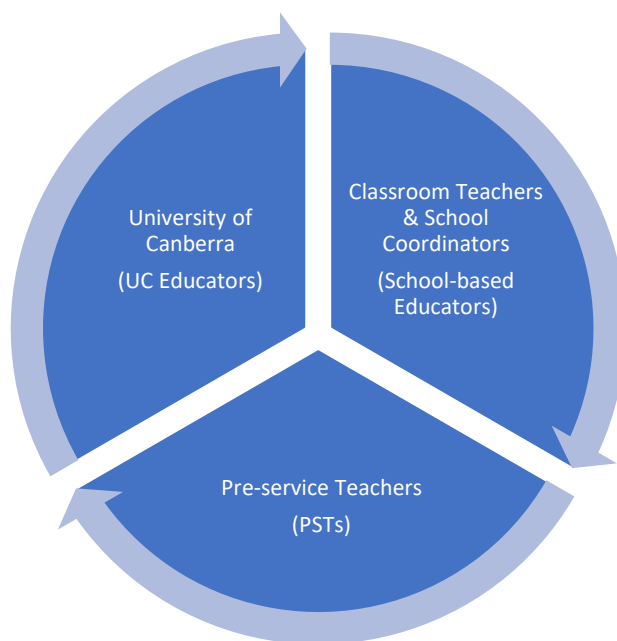 University of
Canberra
(UC Educators)
Classroom Teachers
& School
Coordinators
(School-based
Educators)
Pre-service Teachers
(PSTs)